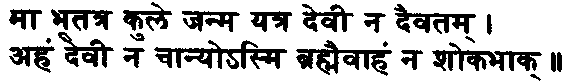 मा भूतत्र कुले जन्म यत्र देवी न दैवतम् ।
अहं देवी न चान्योऽस्मि ब्रह्मैवाहं न शोकभाक् ॥